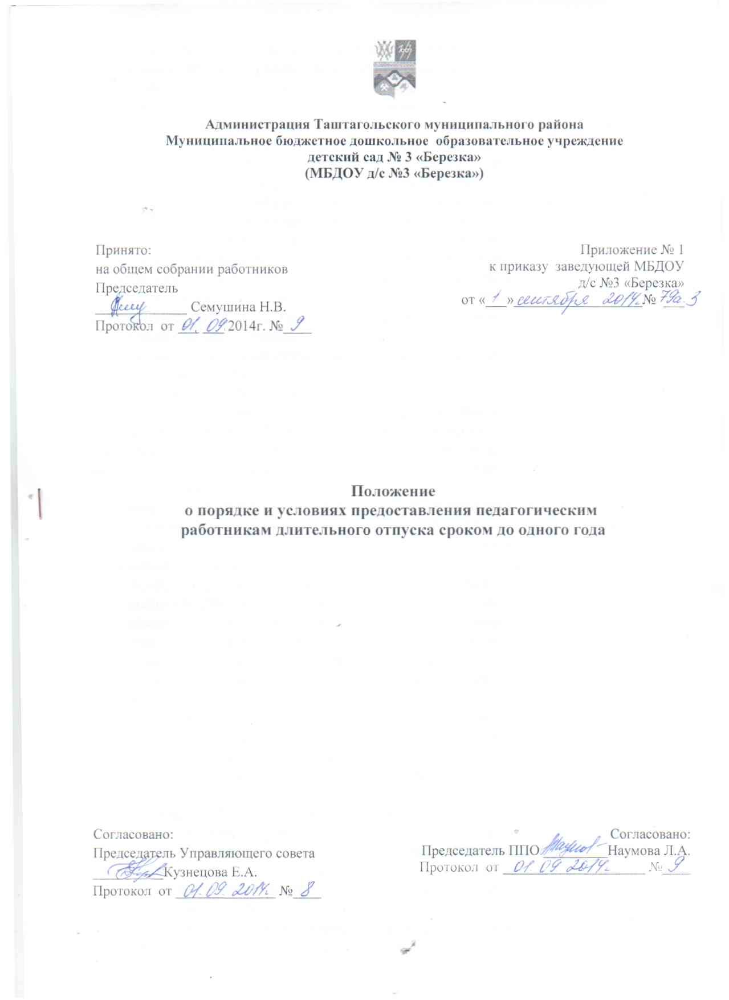 Администрация Таштагольского муниципального района
Муниципальное бюджетное дошкольное образовательное учреждение
детский сад № 3 «Березка»
(МБДОУ д/с №3 «Березка»)
Принято:
на общем собрании работников
Председатель
Семушина Н.В.
Протокол от 01. 09. 2014г. № 9
Приложение № 1
к приказу заведующей МБДОУ
д/с №3 «Березка»
от « 1 » сентября 2014г. № 79а.3
Положение
о порядке и условиях предоставления педагогическим
работникам длительного отпуска сроком до одного года
Согласовано:
Председатель Управляющего совета
Кузнецова Е.А.
Протокол от 01.09.2014г. № 8
Согласовано:
Председатель ППО Наумова Л.А.
Протокол от 01.09 2014г. № 9